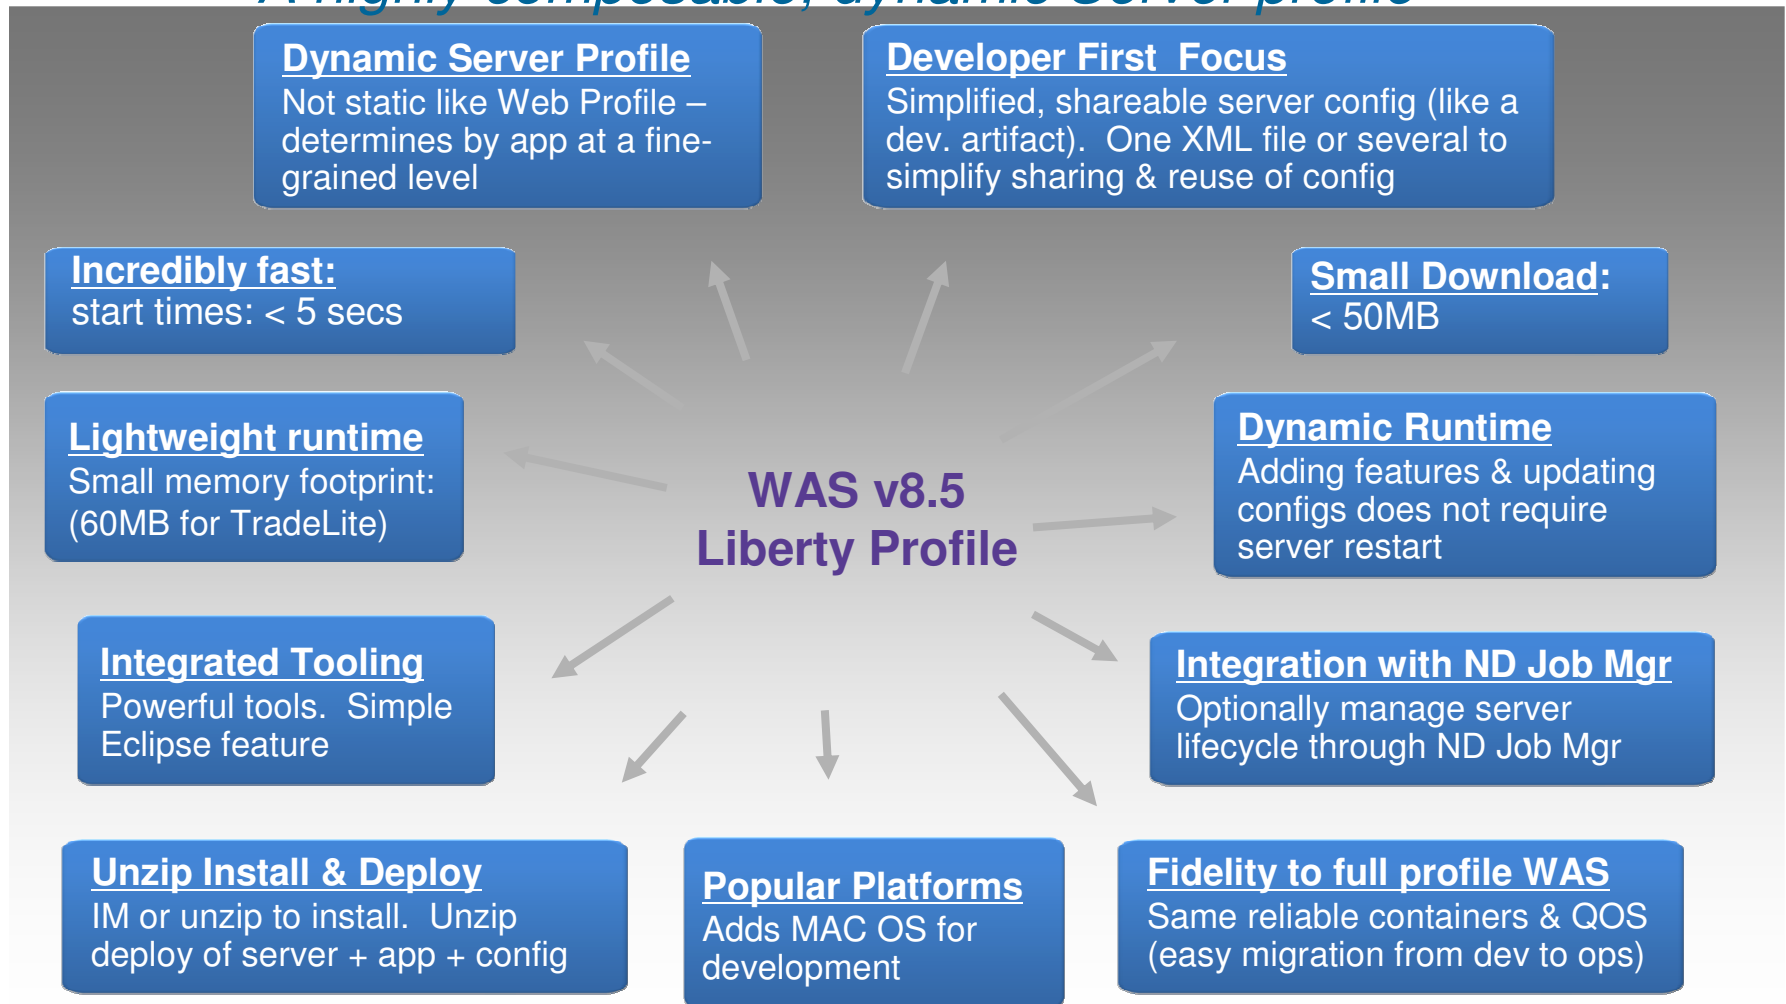 A highly composable, dynamic Server profile
Dynamic Server Profile
Not static like Web Profile –
determines by app at a fine-
grained level
Developer First  Focus
Simplified, shareable server config (like a
dev. artifact).  One XML file or several to
simplify sharing & reuse of config
Incredibly fast:
start times: < 5 secs
Small Download:
< 50MB
Lightweight runtime
Small memory footprint:
(60MB for TradeLite)
WAS v8.5
Liberty Profile
Dynamic Runtime
Adding features & updating
configs does not require
server restart
Integrated Tooling
Powerful tools.  Simple
Eclipse feature
Integration with ND Job Mgr
Optionally manage server
lifecycle through ND Job Mgr
Unzip Install & Deploy
IM or unzip to install.  Unzip
deploy of server + app + config
Popular Platforms
Adds MAC OS for
development
Fidelity to full profile WAS
Same reliable containers & QOS
(easy migration from dev to ops)